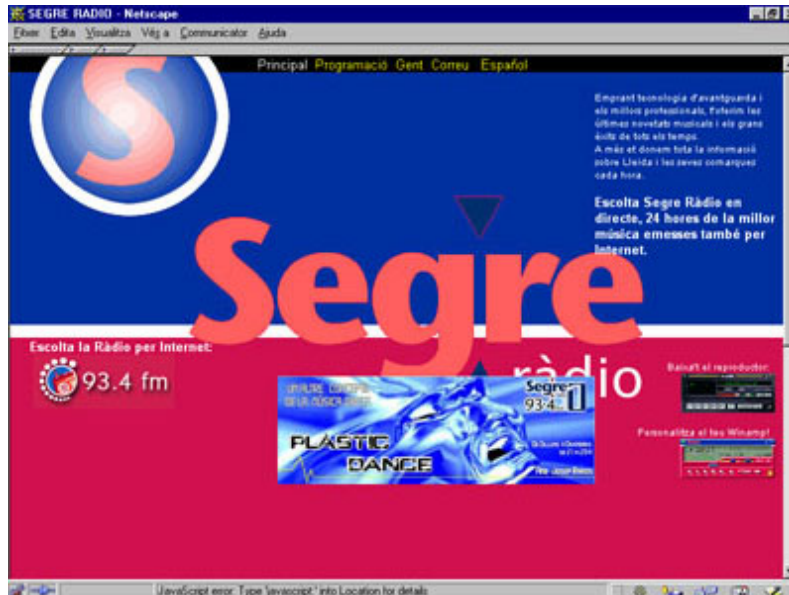 SEGRE RADIO - Netscape
Fitxer Edita Visualitza Vés a Communicator Ajuda
Principal Programació Gent Correu Español
S
Emprant tecnologia d'avantguarda i
els millors professionals, t'oferim les
últimes novetats musicals i els grans
èxits de tots els temps.
A més et donem tota la informació
sobre Lleida i les seves comarques
cada hora.
Escolta Segre Ràdio en
directe, 24 hores de la millor
música emesses també per
Internet.
Segre
ràdio
Escolta la Ràdio per Internet:
93.4 fm
Baixa't el reproductor:
Personalitza el teu Winamp!
Segre
93.4
PLASTIC
DANCE
JavaScript error: Type 'javascript:' into Location for details